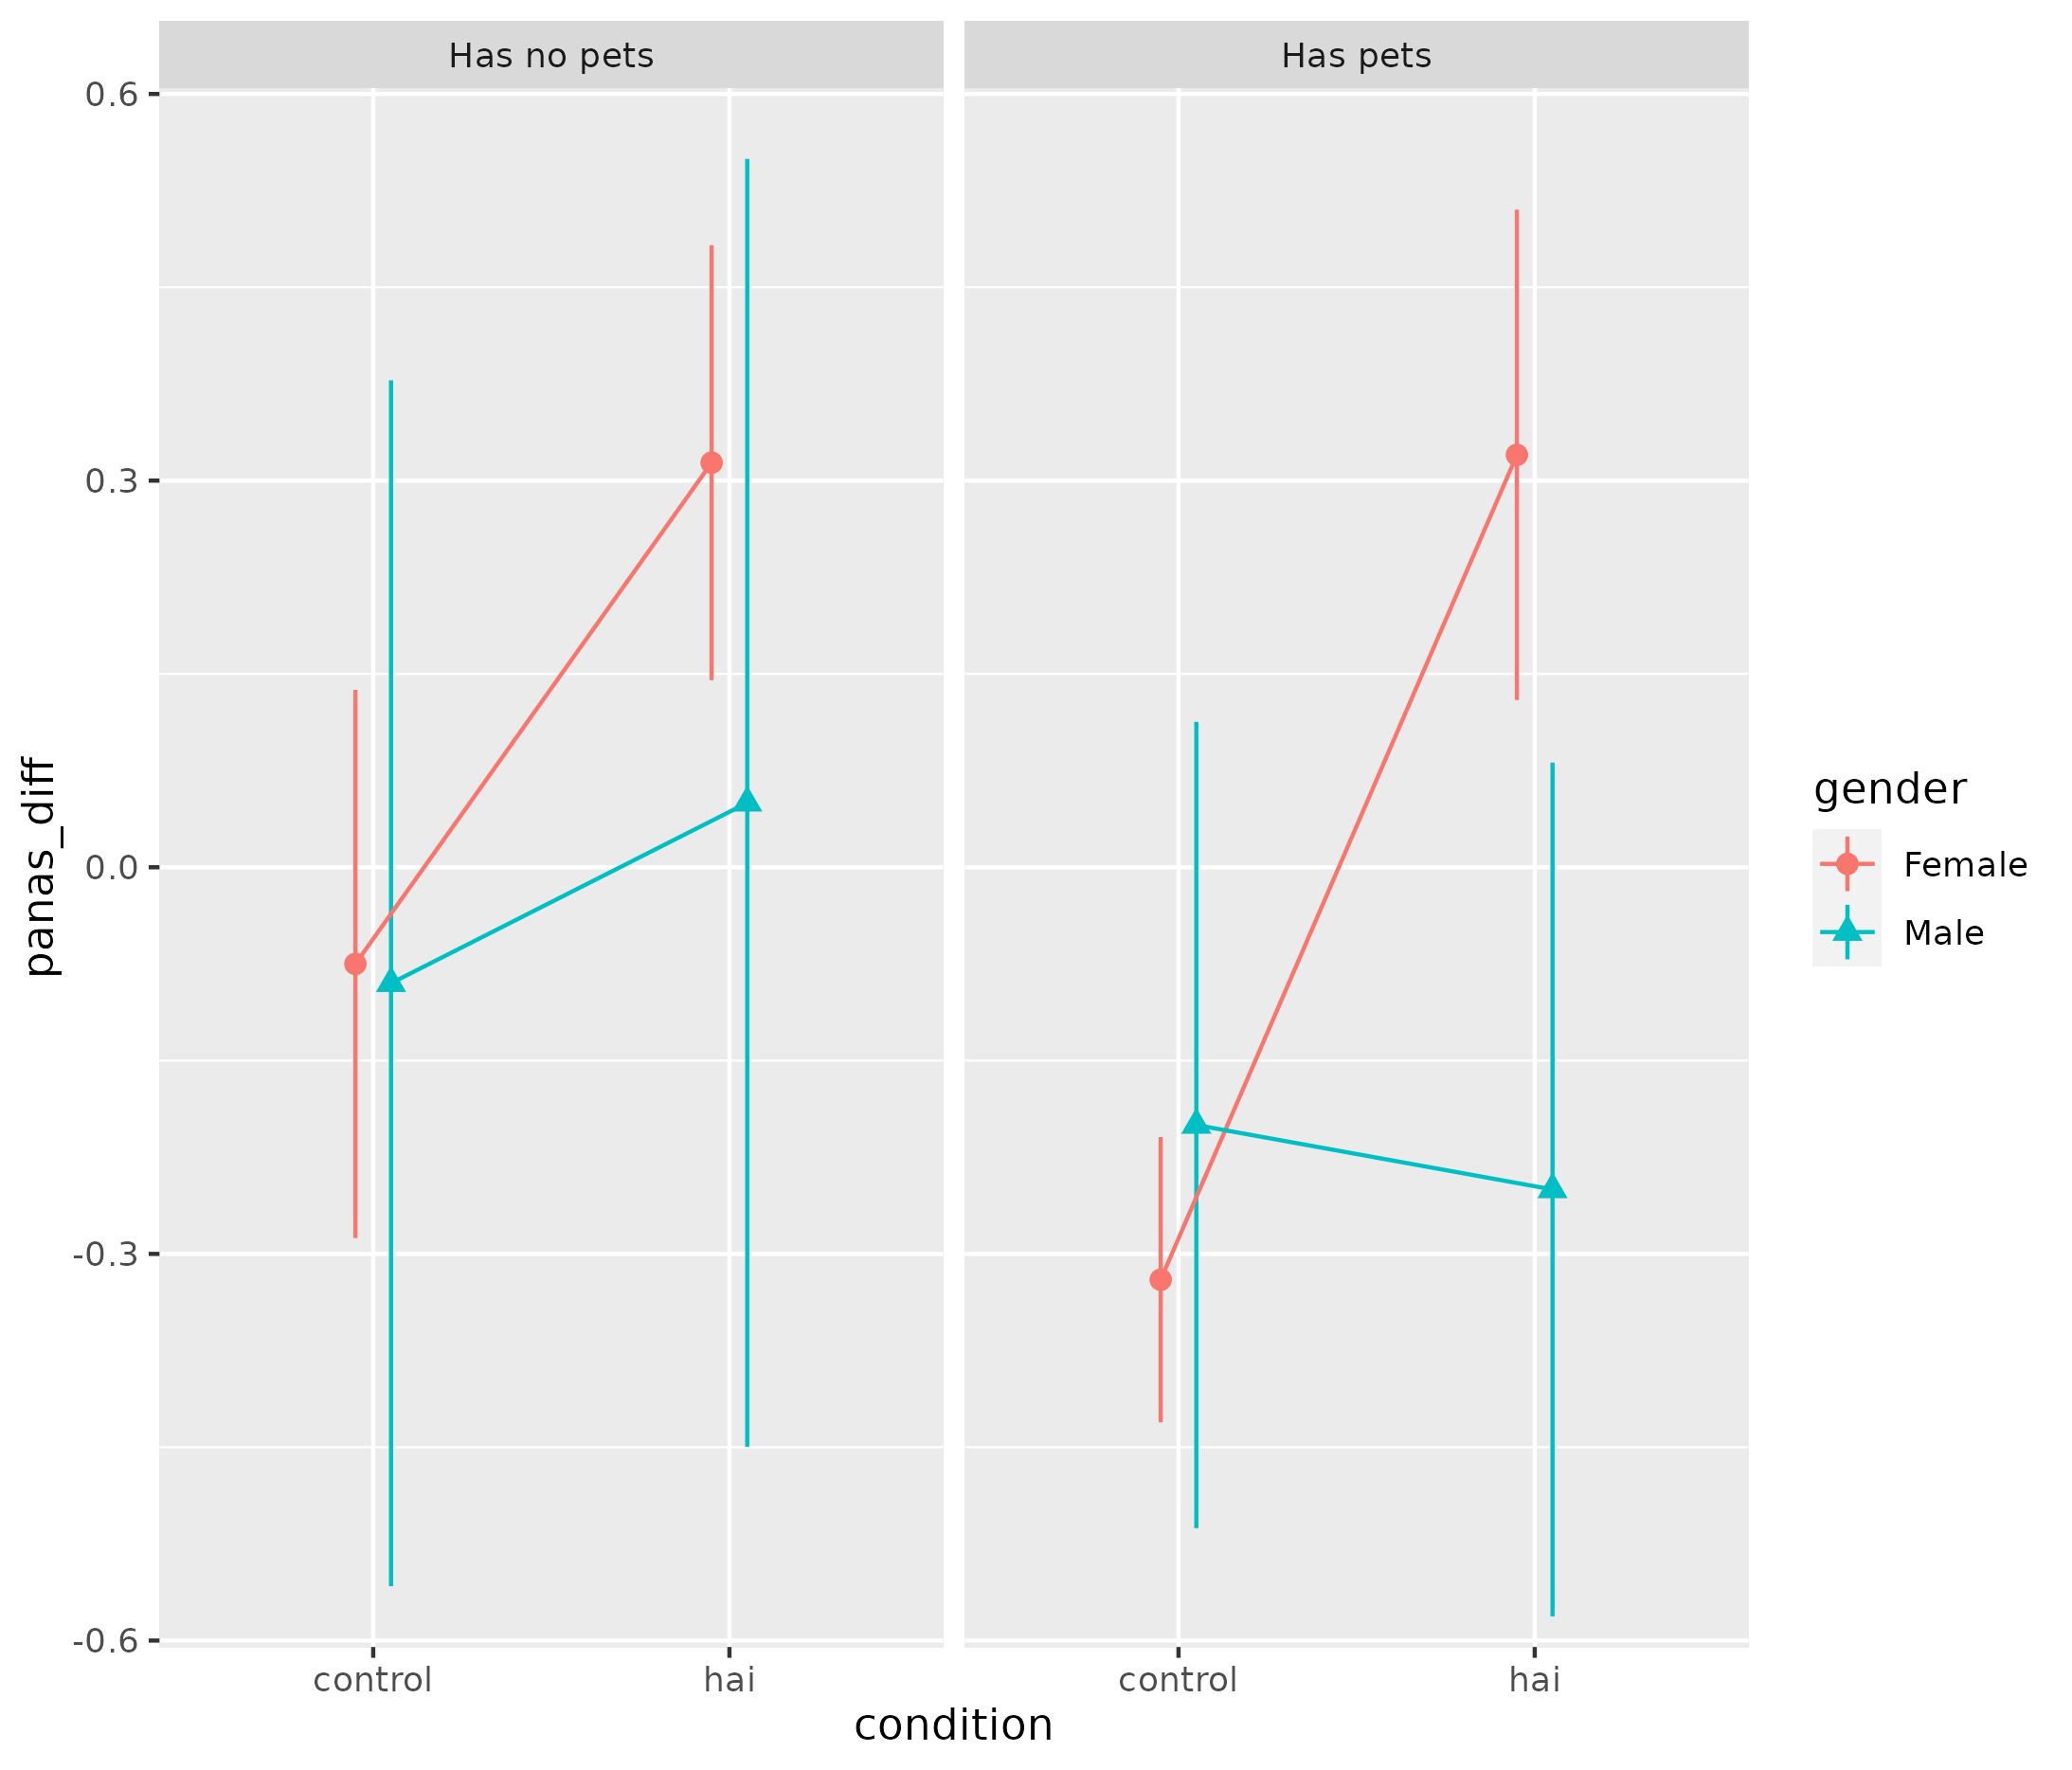 Has no pets
Has pets
0.6
0.3
0.0
-0.3
-0.6
panas_diff
control
hai
control
hai
condition
gender
Female
Male